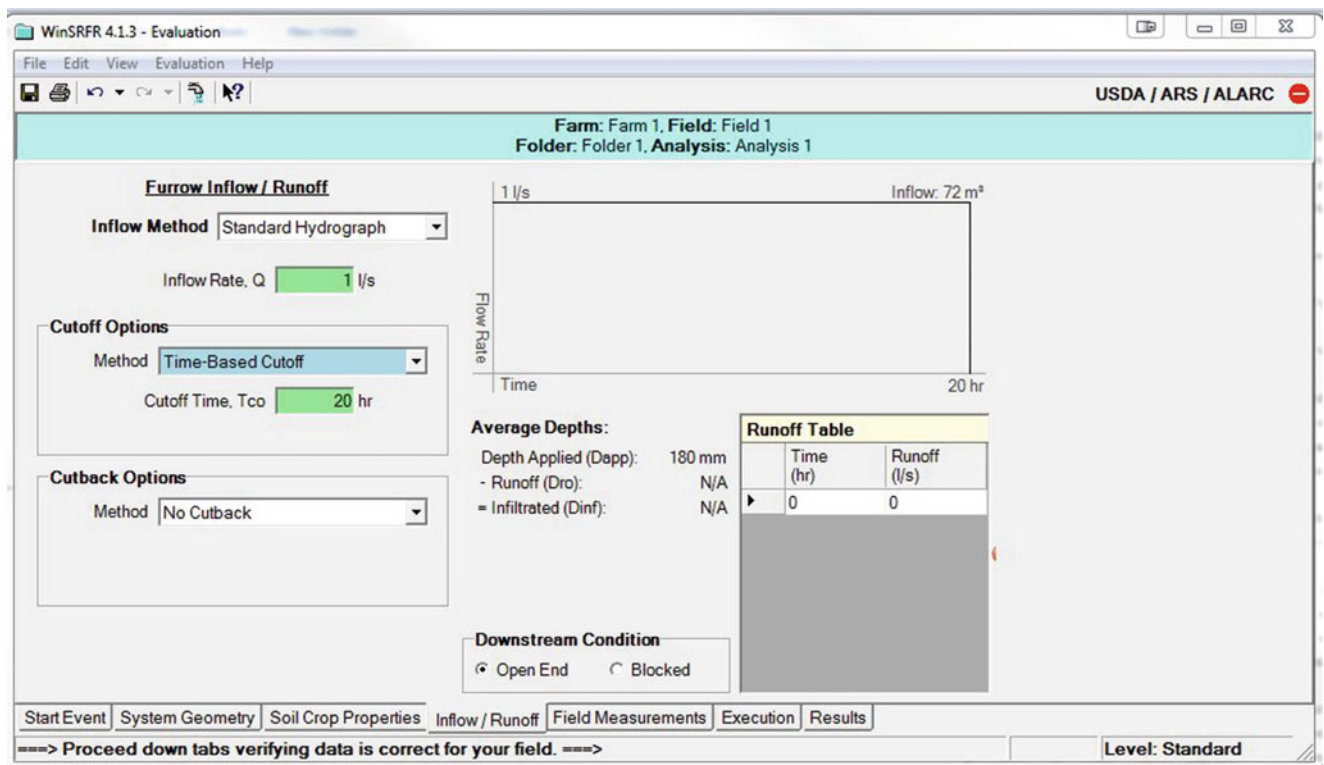 WinSRFR 4.1.3 - Evaluation
File Edit View Evaluation Help
USDA / ARS / ALARC
Farm: Farm 1, Field: Field 1
Folder: Folder 1, Analysis: Analysis 1
Furrow Inflow / Runoff
Inflow Method Standard Hydrograph
Inflow Rate, Q 1 l/s
Cutoff Options
Method Time-Based Cutoff
Cutoff Time, Tco 20 hr
Cutback Options
Method No Cutback
1 l/s Inflow: 72 m³
Flow Rate
Time 20 hr
Average Depths:
Depth Applied (Dapp): 180 mm
- Runoff (Dro): N/A
= Infiltrated (Dinf): N/A
Runoff Table
Time (hr) Runoff (l/s)
0 0
Downstream Condition
Open End Blocked
Start Event System Geometry Soil Crop Properties Inflow / Runoff Field Measurements Execution Results
===> Proceed down tabs verifying data is correct for your field. ===> Level: Standard